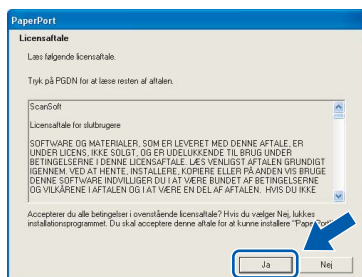 PaperPort
Licensaftale
Læs følgende licensaftale.
Tryk på PGDN for at læse resten af aftalen.
ScanSoft
Licensaftale for slutbrugere
SOFTWARE OG MATERIALER, SOM ER LEVERET MED DENNE AFTALE, ER
UNDER LICENS, IKKE SOLGT, OG ER UDELUKKENDE TIL BRUG UNDER
BETINGELSERNE I DENNE LICENSAFTALE. LÆS VENLIGST AFTALEN GRUNDIGT
IGENNEM. VED AT HENTE, INSTALLERE, KOPIERE ELLER PÅ ANDEN VIS BRUGE
DENNE SOFTWARE INDVILLIGER DU I AT VÆRE BUNDET AF BETINGELSERNE
OG VILKÅRENE I AFTALEN OG I AT VÆRE EN DEL AF AFTALEN. HVIS DU IKKE
Accepterer du alle betingelser i ovenstående licensaftale? Hvis du vælger Nej, lukkes
installationsprogrammet. Du skal acceptere denne aftale for at kunne installere "PaperPort".
Ja
Nej